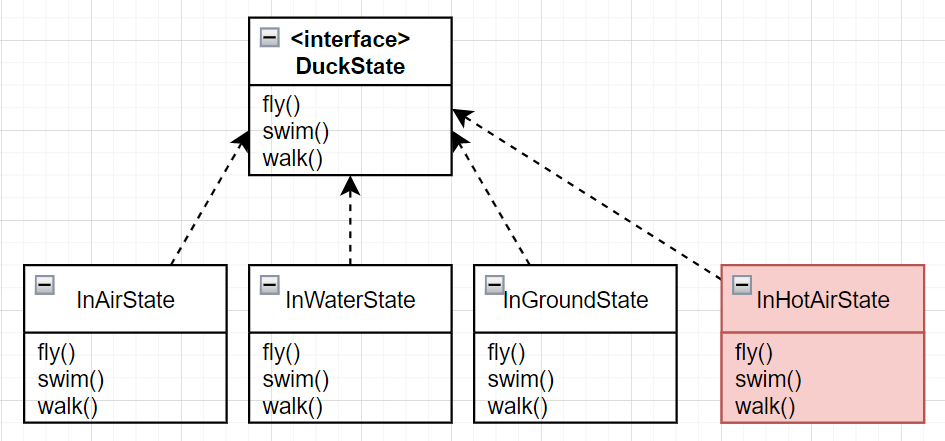 <interface>
DuckState
fly()
swim()
walk()
InAirState
fly()
swim()
walk()
InWaterState
fly()
swim()
walk()
InGroundState
fly()
swim()
walk()
InHotAirState
fly()
swim()
walk()